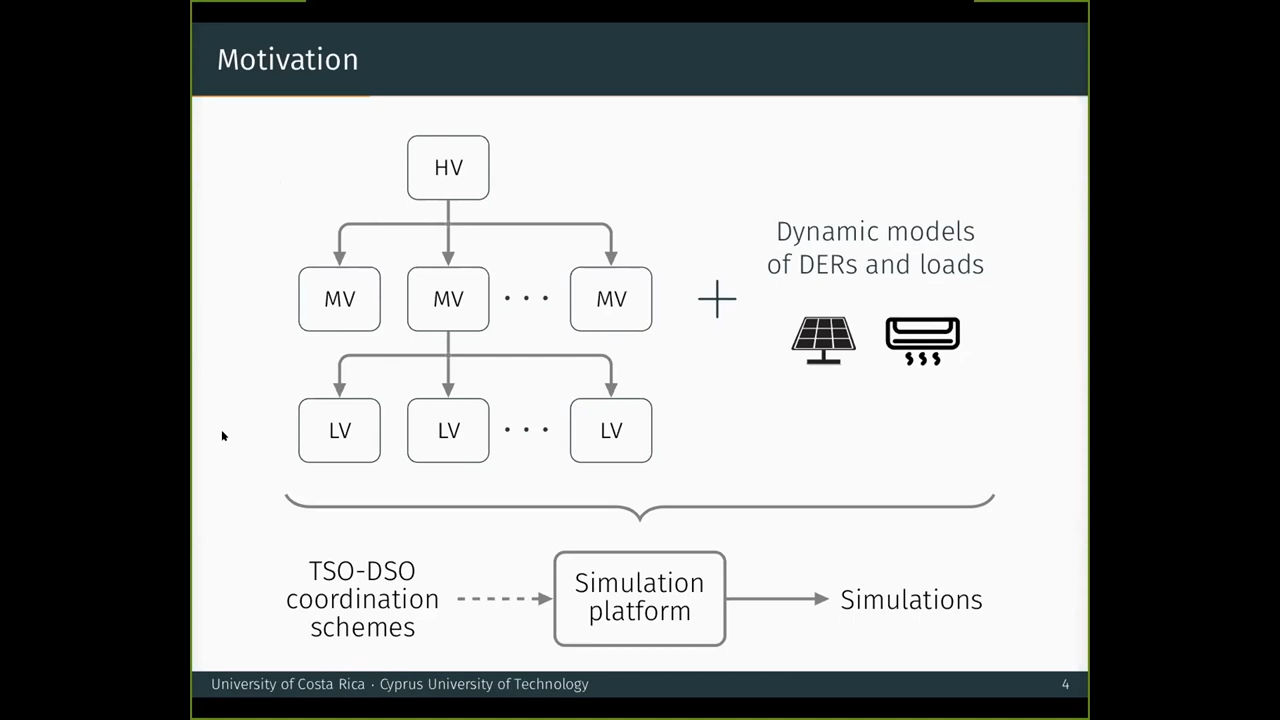 Motivation
HV
MV MV · · · MV
LV LV · · · LV
+
Dynamic models
of DERs and loads
TSO-DSO
coordination
schemes
Simulation
platform
Simulations
University of Costa Rica · Cyprus University of Technology
4